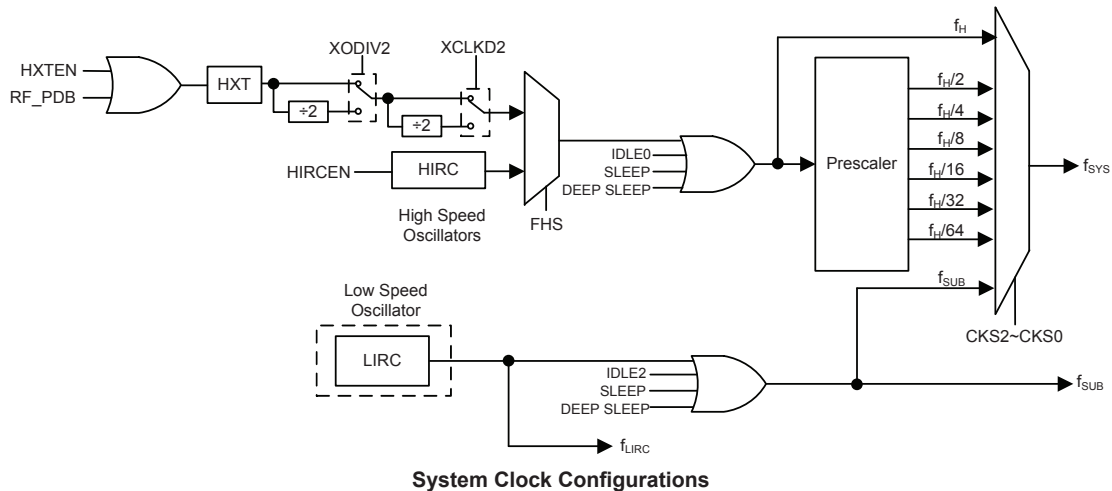 XODIV2
XCLKD2
HXTEN
RF_PDB
HXT
÷2
÷2
HIRCEN
HIRC
High Speed
Oscillators
FHS
IDLE0
SLEEP
DEEP SLEEP
Prescaler
fH
fH/2
fH/4
fH/8
fH/16
fH/32
fH/64
fSUB
fSYS
CKS2~CKS0
Low Speed
Oscillator
LIRC
IDLE2
SLEEP
DEEP SLEEP
fSUB
fLIRC
System Clock Configurations